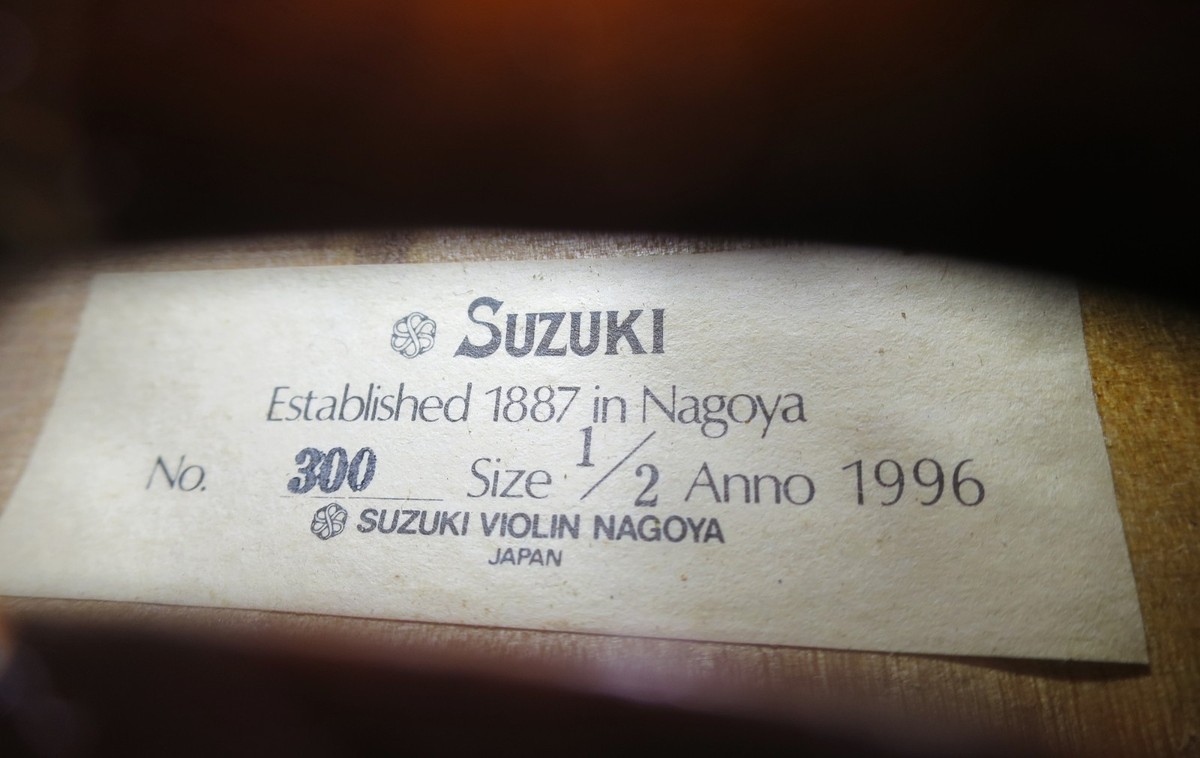 SUZUKI
Established 1887 in Nagoya
No. 300 Size 1/2 Anno 1996
SUZUKI VIOLIN NAGOYA
JAPAN